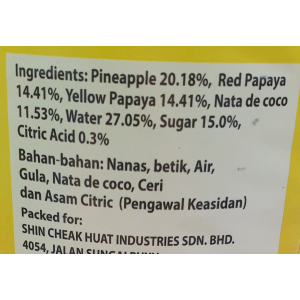 Ingredients: Pineapple 20.18%, Red Papaya
14.41%, Yellow Papaya 14.41%, Nata de coco
11.53%, Water 27.05%, Sugar 15.0%,
Citric Acid 0.3%
Bahan-bahan: Nanas, betik, Air,
Gula, Nata de coco, Ceri
dan Asam Citric (Pengawal Keasidan)
Packed for:
SHIN CHEAK HUAT INDUSTRIES SDN. BHD.
4054, JALAN